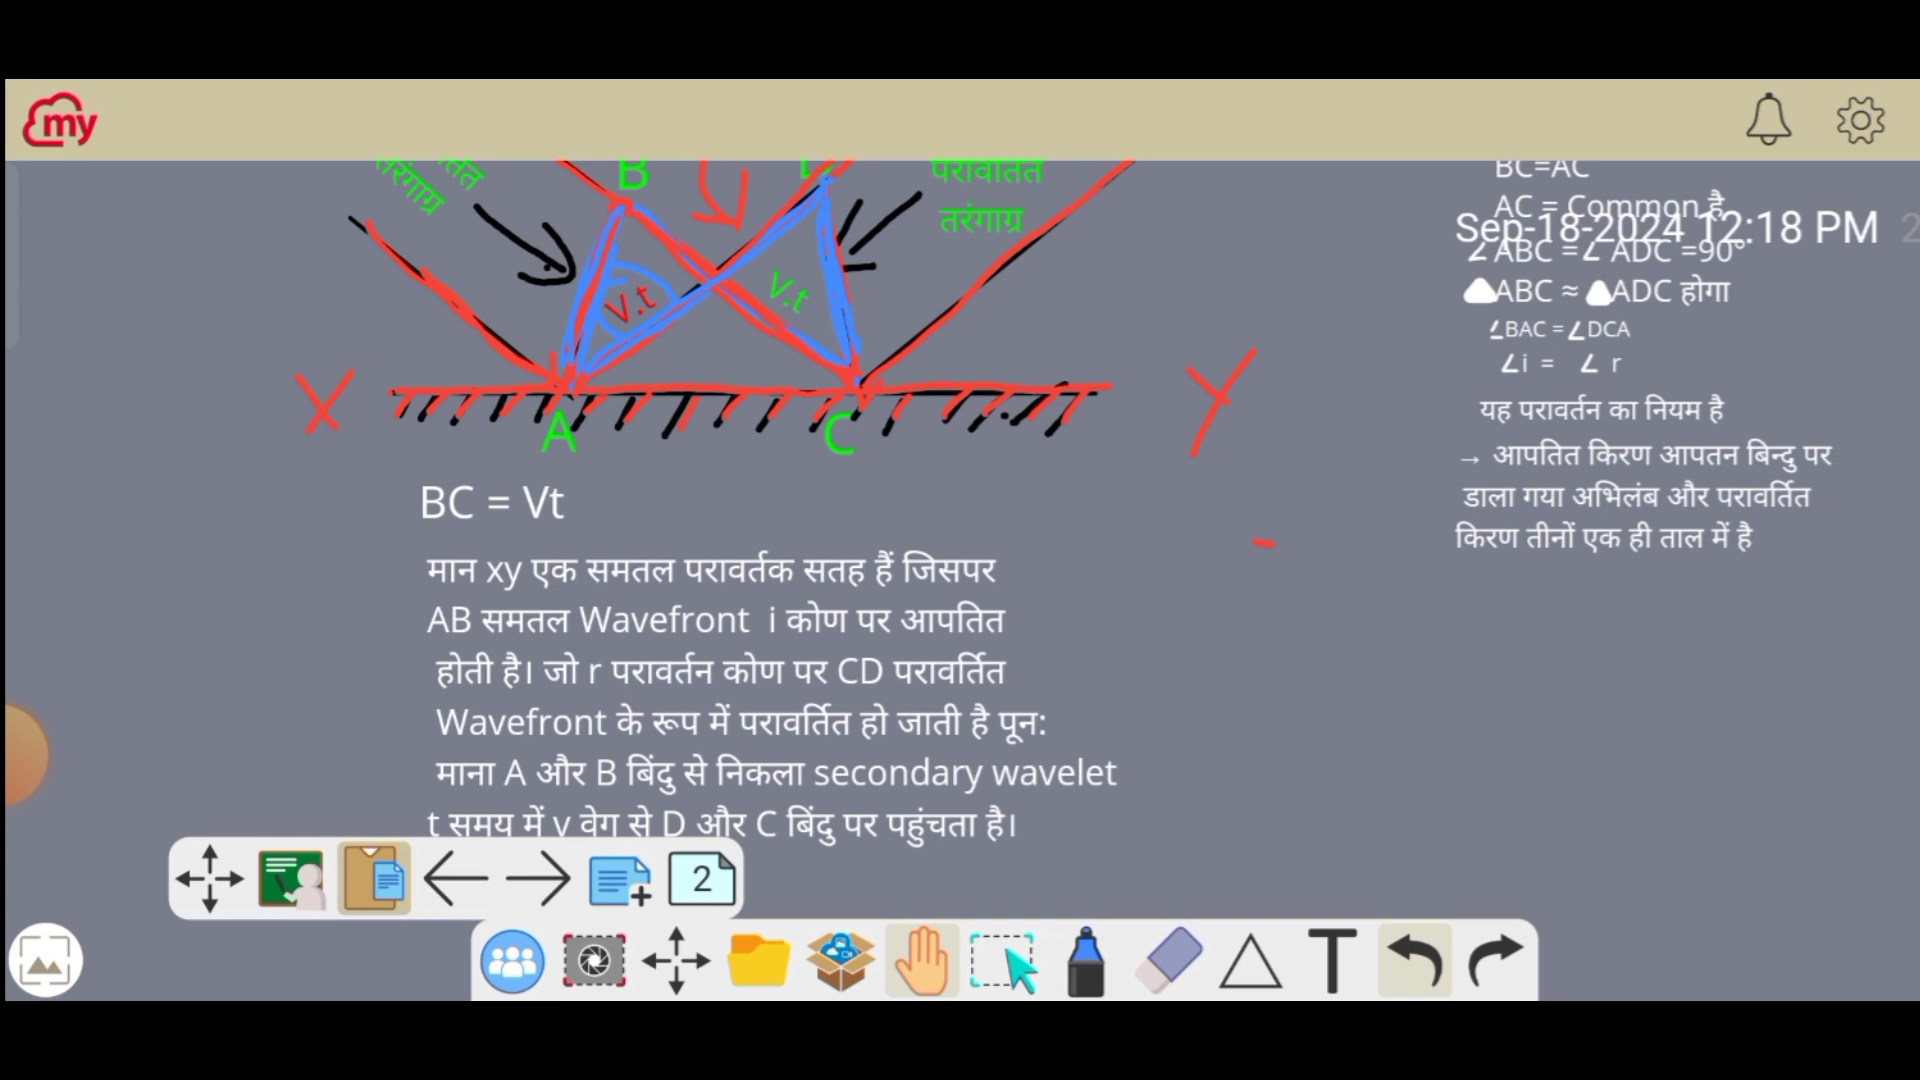 my
BC=AC
AC = Common है
Sep-18-2024 12:18 PM 2
∠ ABC =∠ ADC =90°
ABC ≈ ADC होगा
∠BAC =∠DCA
∠i = ∠ r
यह परावर्तन का नियम है
→ आपतित किरण आपतन बिन्दु पर
डाला गया अभिलंब और परावर्तित
किरण तीनों एक ही ताल में है
B
तरंगाग्र
V.t
V.t
X
Y
A
C
BC = Vt
मान xy एक समतल परावर्तक सतह हैं जिसपर
AB समतल Wavefront i कोण पर आपतित
होती है। जो r परावर्तन कोण पर CD परावर्तित
Wavefront के रूप में परावर्तित हो जाती है पून:
माना A और B बिंदु से निकला secondary wavelet
t समय में v वेग से D और C बिंदु पर पहुंचता है।
2
T